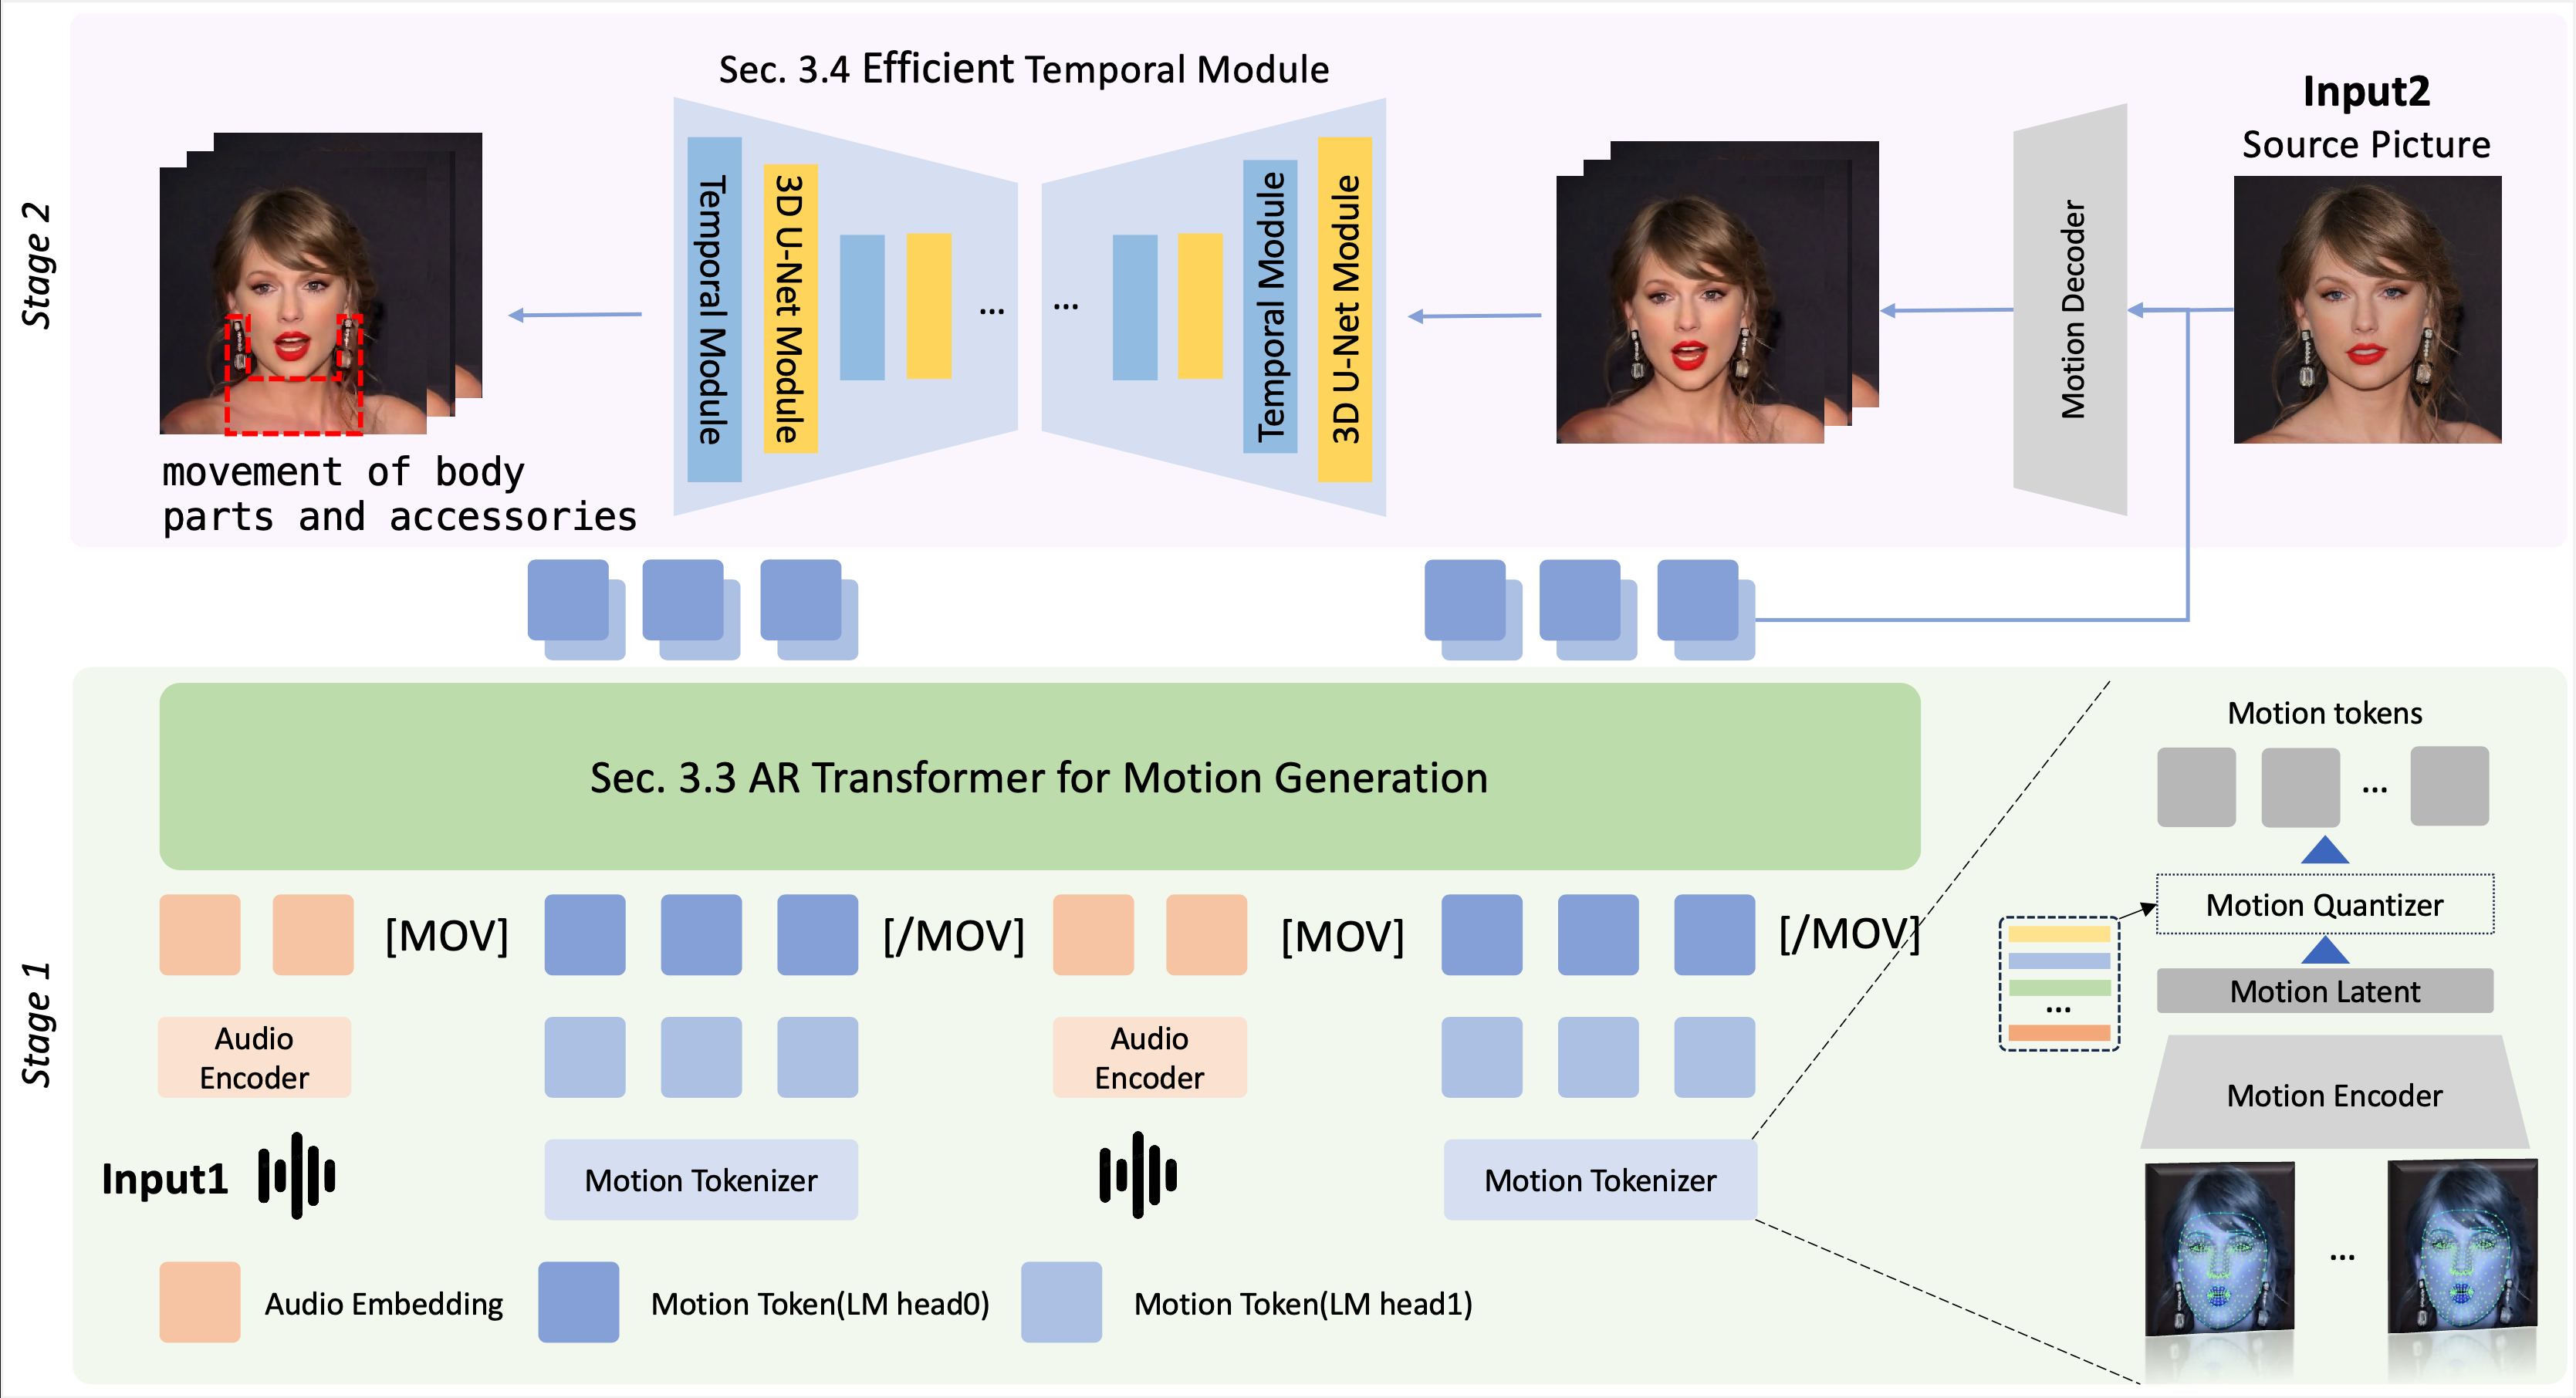 Stage 2
Sec. 3.4 Efficient Temporal Module
Input2
Source Picture
Temporal Module
3D U-Net Module
...
...
Temporal Module
3D U-Net Module
Motion Decoder
movement of body
parts and accessories
Stage 1
Sec. 3.3 AR Transformer for Motion Generation
[MOV]
[/MOV]
[MOV]
[/MOV]
Audio
Encoder
Audio
Encoder
Input1
Motion Tokenizer
Motion Tokenizer
Audio Embedding
Motion Token(LM head0)
Motion Token(LM head1)
Motion tokens
...
Motion Quantizer
...
Motion Latent
Motion Encoder
...